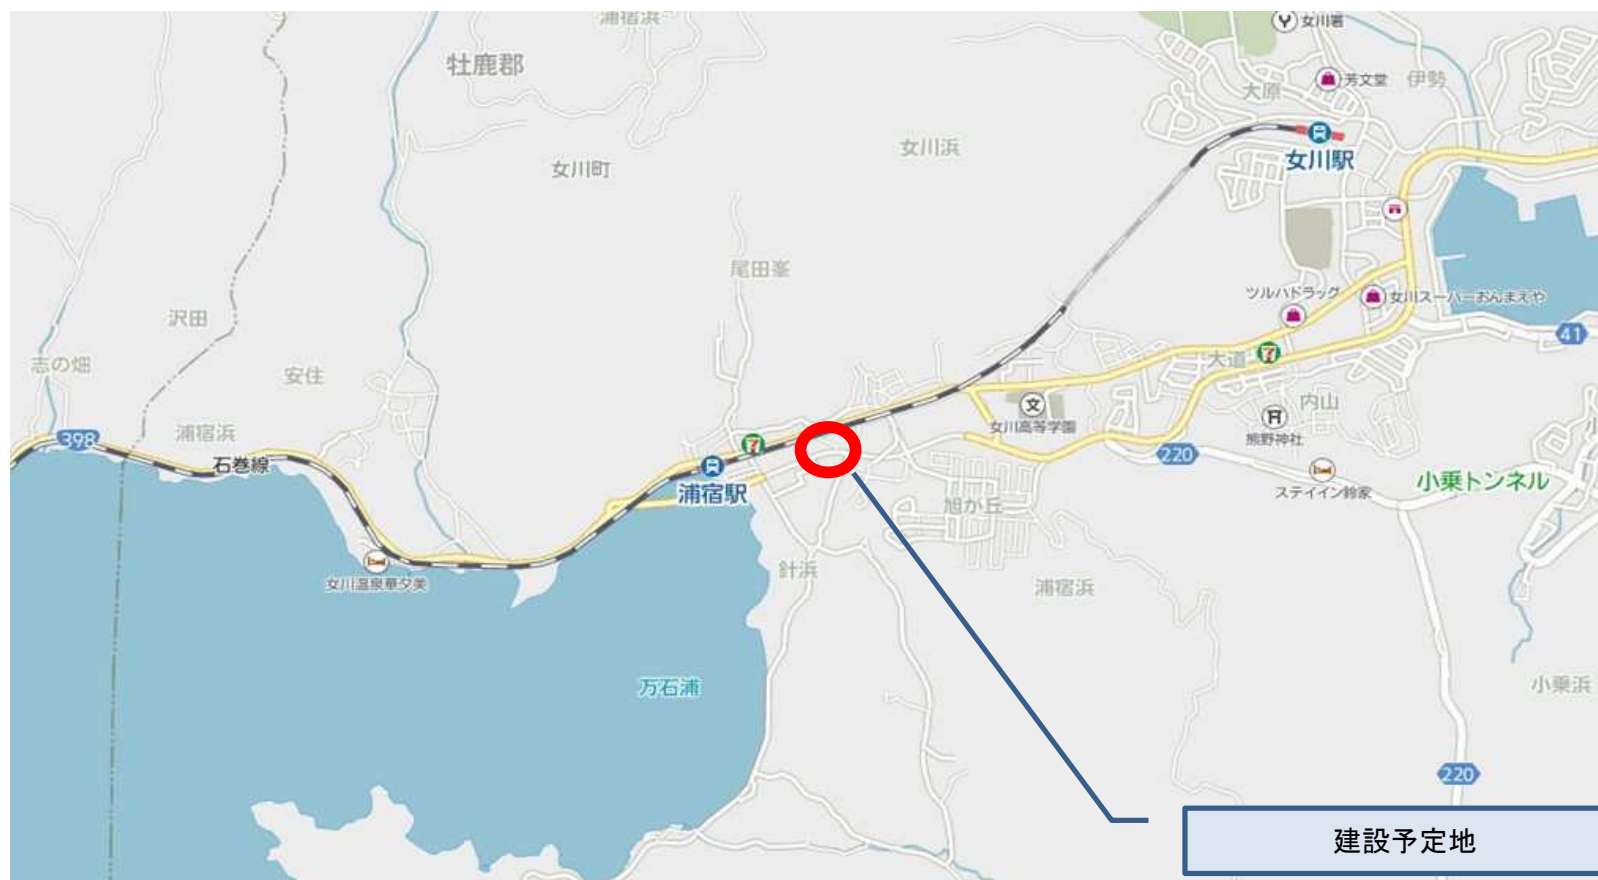 浦宿浜
女川署
牡鹿郡
芳文堂
伊勢
大原
女川浜
女川駅
女川町
尾田峯
ツルハドラッグ
女川スーパーおんまえや
沢田
41
志の畑
大道
安住
内山
女川高等学園
熊野神社
398
浦宿浜
石巻線
220
浦宿駅
ステイイン鈴家
小乗トンネル
旭が丘
針浜
女川温泉華夕美
浦宿浜
万石浦
小乗浜
220
建設予定地